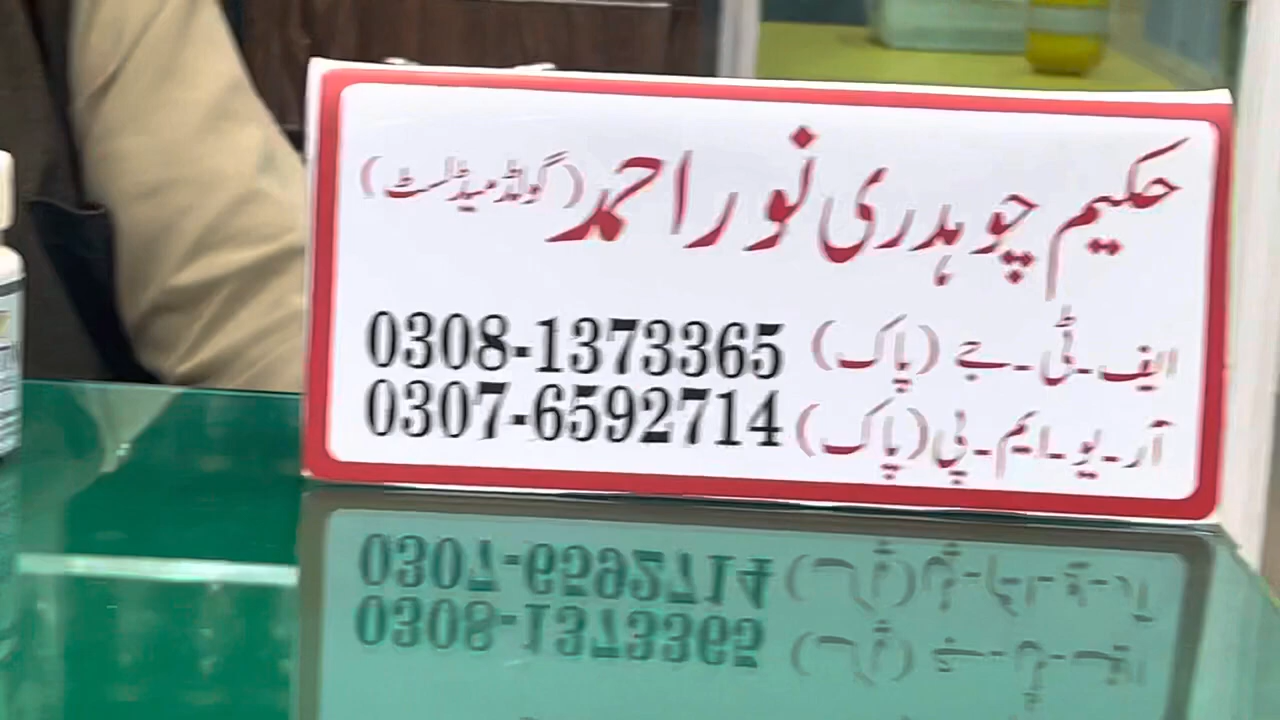 حکیم چوہدری نور احمد (گولڈ میڈلسٹ)
ایف۔ٹی۔جے (پاک) 0308-1373365
آر۔یو۔ایم۔پی (پاک) 0307-6592714